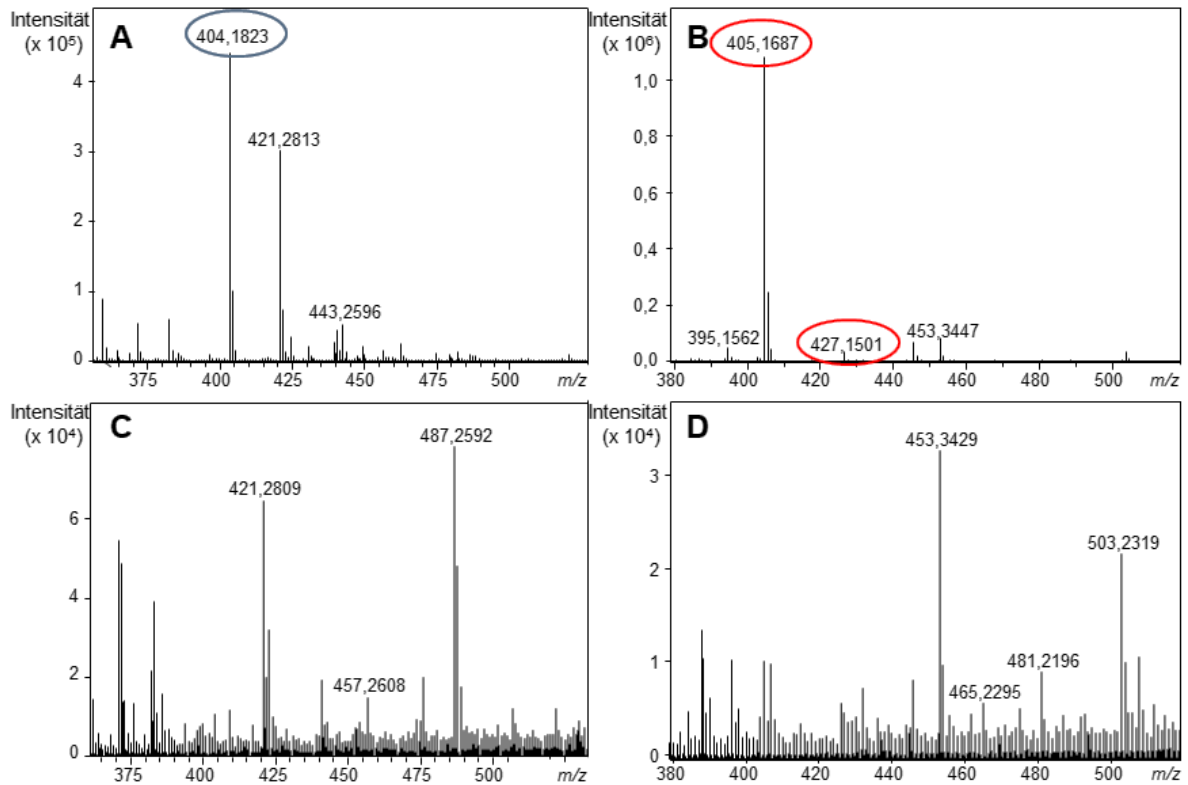 Intensität
(x 10⁵)
A
404,1823
4
421,2813
3
2
443,2596
1
0
375 400 425 450 475 500 m/z
Intensität
(x 10⁶)
B
405,1687
1,0
0,8
0,6
0,4
0,2
395,1562
427,1501
453,3447
0,0
380 400 420 440 460 480 500 m/z
Intensität
(x 10⁴)
C
487,2592
421,2809
6
4
2
457,2608
0
375 400 425 450 475 500 m/z
Intensität
(x 10⁴)
D
453,3429
3
503,2319
2
481,2196
465,2295
1
0
380 400 420 440 460 480 500 m/z